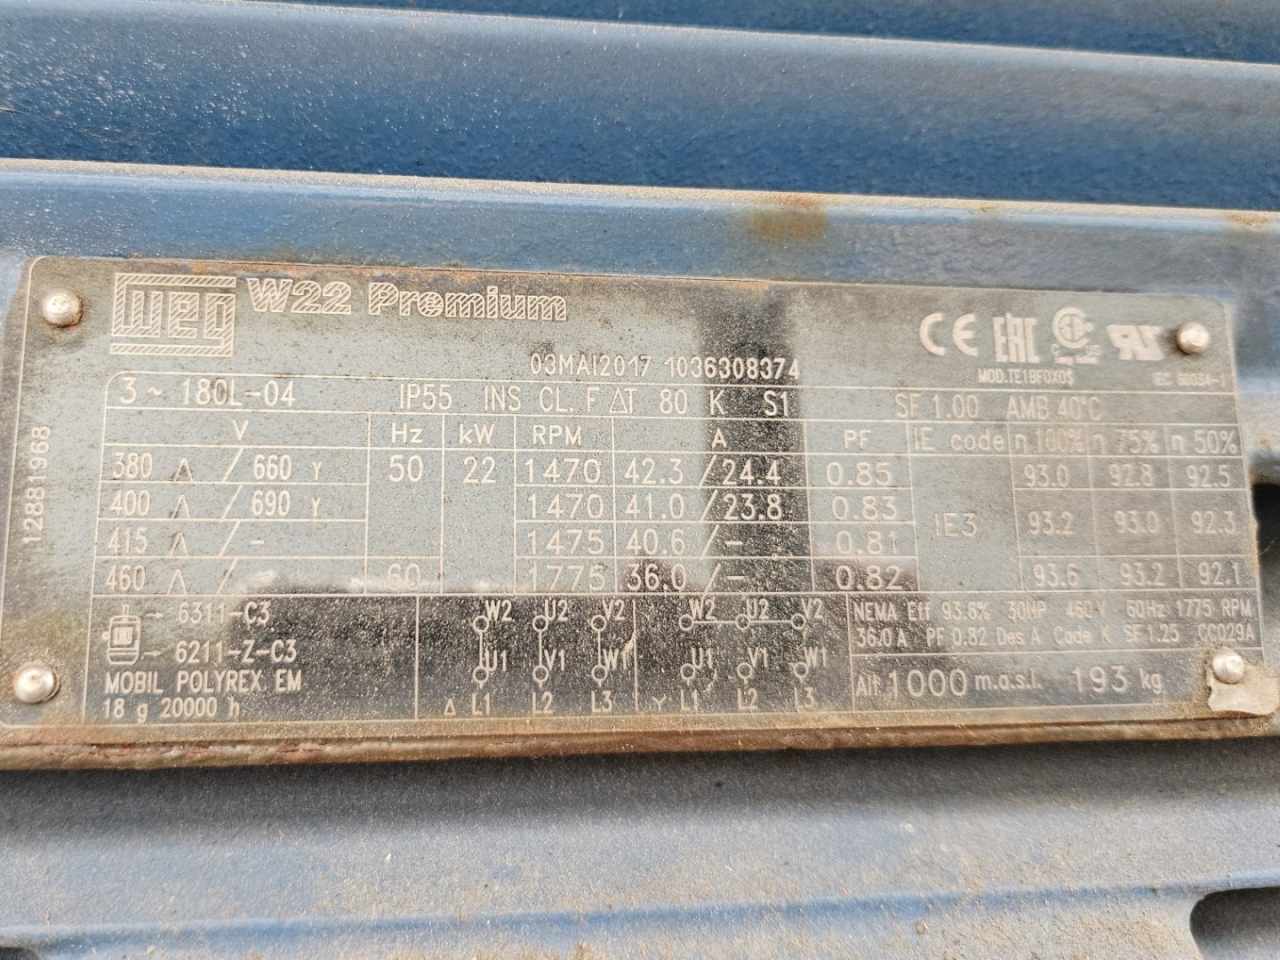 WEG W22 Premium
CE EAC
03MAI2017 1036308374
MOD.TE1BF0X0$
3 ~ 180L-04 IP55 INS CL. F ΔT 80 K S1 SF 1.00 AMB 40°C
V Hz kW RPM A PF IE code η 100% η 75% η 50%
380 Δ / 660 Y 50 22 1470 42.3 / 24.4 0.85 93.0 92.8 92.5
400 Δ / 690 Y 1470 41.0 / 23.8 0.83 IE3 93.2 93.0 92.3
415 Δ / - 1475 40.6 / - 0.81
460 Δ / 60 1775 36.0 / - 0.82 93.6 93.2 92.1
12881968
6311-C3
6211-Z-C3
MOBIL POLYREX EM
18 g 20000 h
W2 U2 V2
U1 V1 W1
Δ L1 L2 L3
W2 U2 V2
U1 V1 W1
Y L1 L2 L3
NEMA Eff 93.6% 30HP 460 V 60Hz 1775 RPM
36.0 A PF 0.82 Des A Code K SF 1.25 CC029A
Alt 1000 m.a.s.l. 193 kg